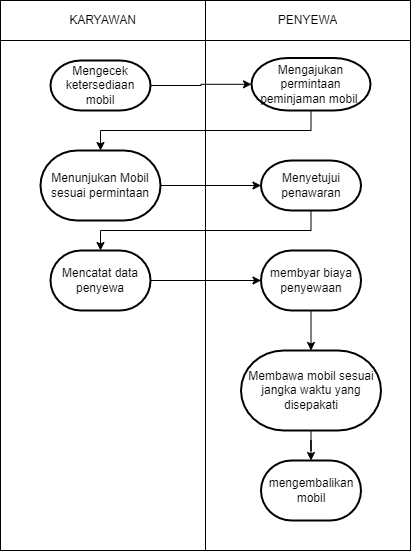 KARYAWAN
PENYEWA
Mengecek
ketersediaan
mobil
Mengajukan
permintaan
peminjaman mobil
Menunjukan Mobil
sesuai permintaan
Menyetujui
penawaran
Mencatat data
penyewa
membyar biaya
penyewaan
Membawa mobil sesuai
jangka waktu yang
disepakati
mengembalikan
mobil